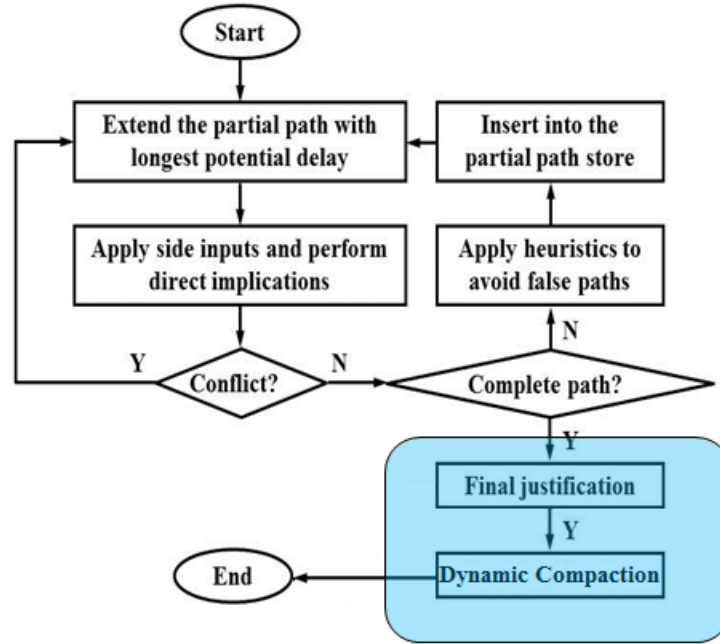 Start
Extend the partial path with
longest potential delay
Insert into the
partial path store
Apply side inputs and perform
direct implications
Apply heuristics to
avoid false paths
Y
N
N
Conflict?
Complete path?
Y
Final justification
Y
End
Dynamic Compaction